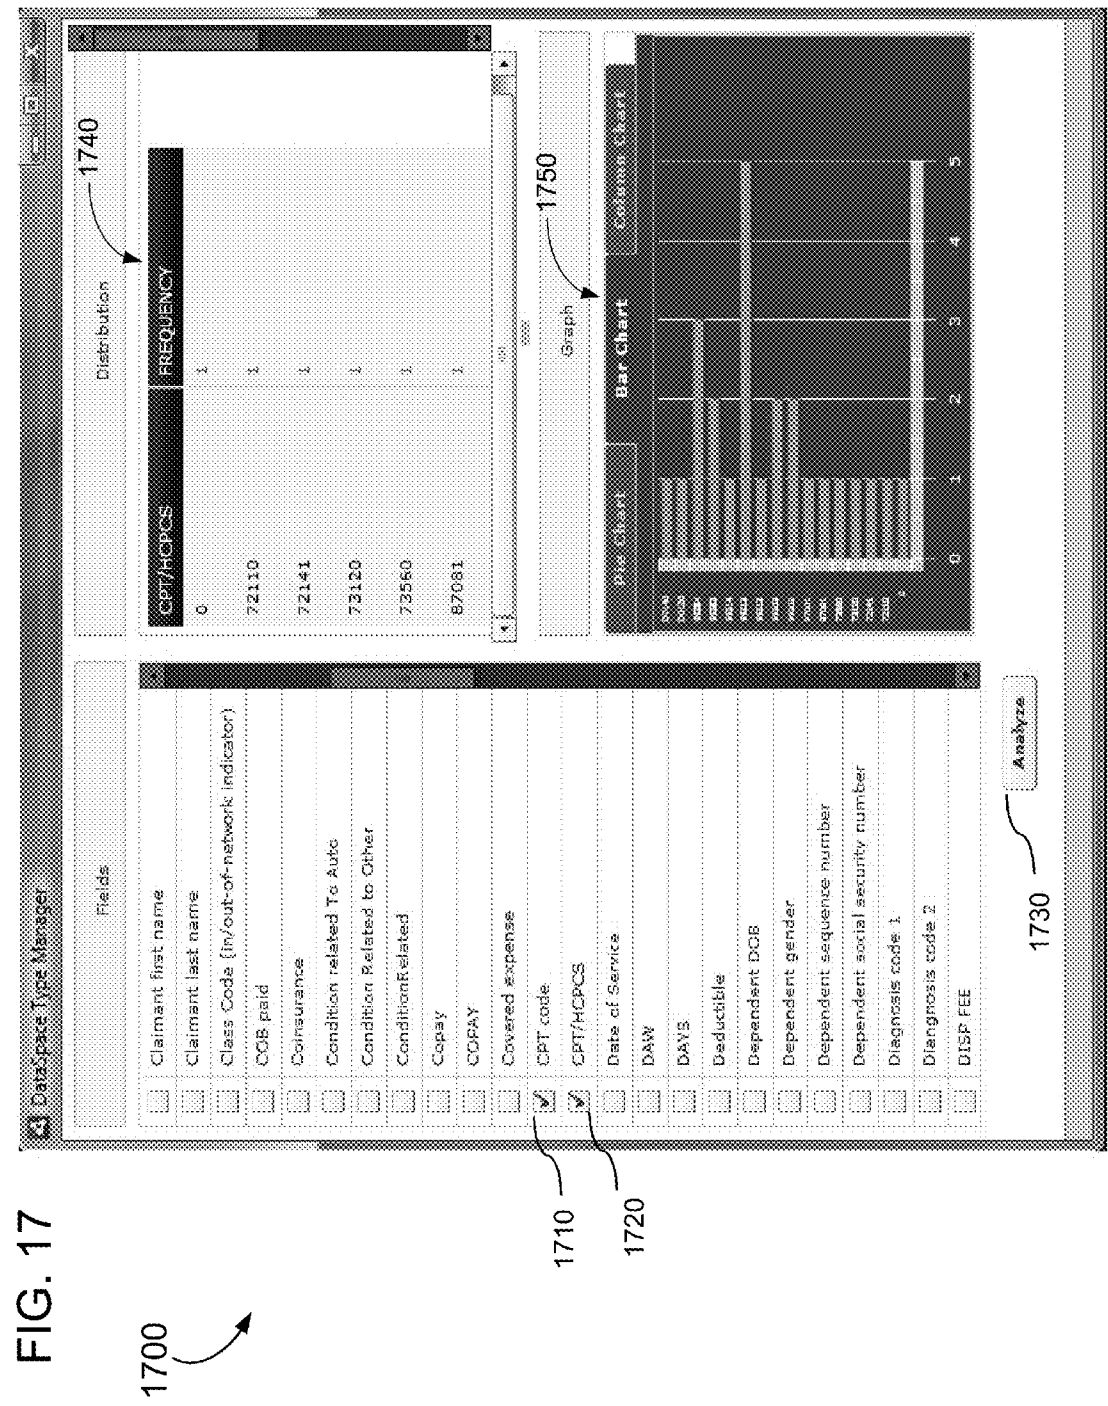 FIG. 17
1700
DataSpace Type Manager
Fields
Claimant first name
Claimant last name
Class Code (in/out-of-network indicator)
COB paid
Coinsurance
Condition related To Auto
Condition Related to Other
ConditionRelated
Copay
COPAY
Covered expense
CPT code
CPT/HCPCS
Date of Service
DAW
DAYS
Deductible
Dependent DOB
Dependent gender
Dependent sequence number
Dependent social security number
Diagnosis code 1
Diangnosis code 2
DISP FEE
1710
1720
Analyze
1730
Distribution
1740
CPT/HCPCS FREQUENCY
0 1
72110 1
72141 1
73120 1
73560 1
87081 1
Graph
1750
Pie Chart Bar Chart Column Chart
0 1 2 3 4 5